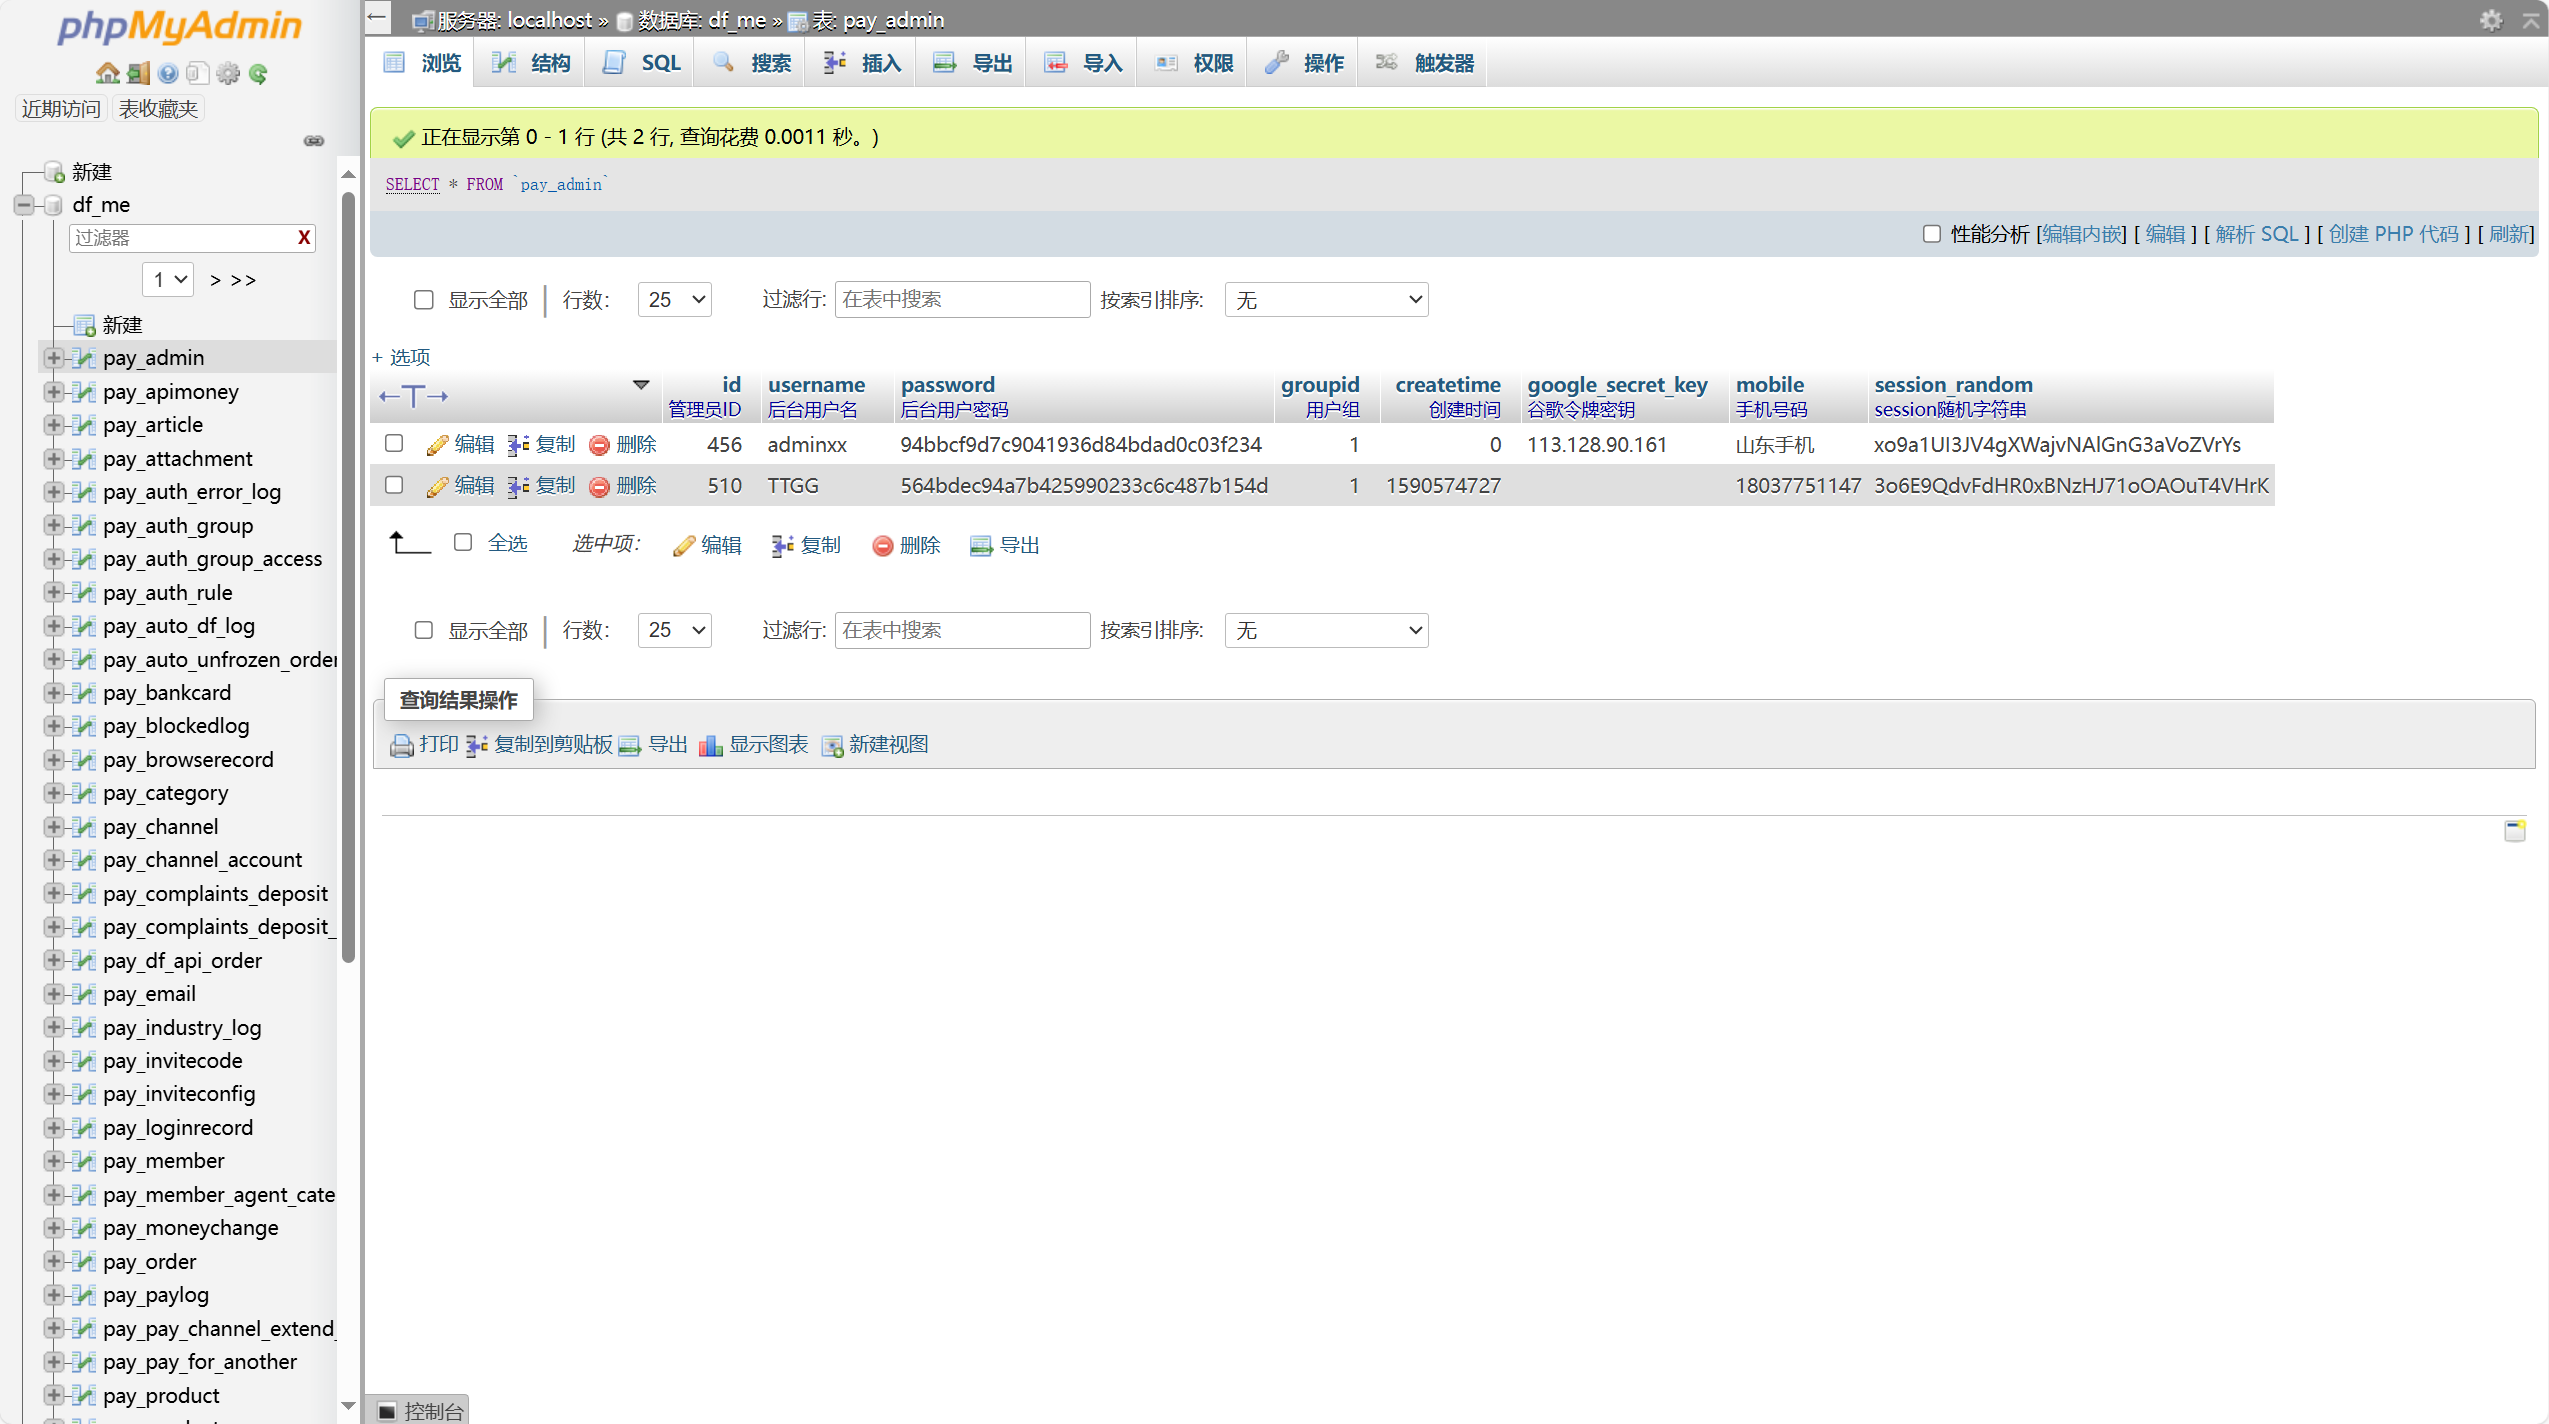 phpMyAdmin
近期访问 表收藏夹
新建
df_me
过滤器 X
1 > >>
新建
pay_admin
pay_apimoney
pay_article
pay_attachment
pay_auth_error_log
pay_auth_group
pay_auth_group_access
pay_auth_rule
pay_auto_df_log
pay_auto_unfrozen_order
pay_bankcard
pay_blockedlog
pay_browserecord
pay_category
pay_channel
pay_channel_account
pay_complaints_deposit
pay_complaints_deposit_
pay_df_api_order
pay_email
pay_industry_log
pay_invitecode
pay_inviteconfig
pay_loginrecord
pay_member
pay_member_agent_cate
pay_moneychange
pay_order
pay_paylog
pay_pay_channel_extend_
pay_pay_for_another
pay_product
服务器: localhost » 数据库: df_me » 表: pay_admin
浏览 结构 SQL 搜索 插入 导出 导入 权限 操作 触发器
正在显示第 0 - 1 行 (共 2 行, 查询花费 0.0011 秒。)
SELECT * FROM `pay_admin`
性能分析 [编辑内嵌] [ 编辑 ] [ 解析 SQL ] [ 创建 PHP 代码 ] [ 刷新]
显示全部 行数: 25 过滤行: 在表中搜索 按索引排序: 无
+ 选项
←T→ id username password groupid createtime google_secret_key mobile session_random
管理员ID 后台用户名 后台用户密码 用户组 创建时间 谷歌令牌密钥 手机号码 session随机字符串
编辑 复制 删除 456 adminxx 94bbcf9d7c9041936d84bdad0c03f234 1 0 113.128.90.161 山东手机 xo9a1UI3JV4gXWajvNAlGnG3aVoZVrYs
编辑 复制 删除 510 TTGG 564bdec94a7b425990233c6c487b154d 1 1590574727 18037751147 3o6E9QdvFdHR0xBNzHJ71oOAOuT4VHrK
全选 选中项: 编辑 复制 删除 导出
显示全部 行数: 25 过滤行: 在表中搜索 按索引排序: 无
查询结果操作
打印 复制到剪贴板 导出 显示图表 新建视图
控制台